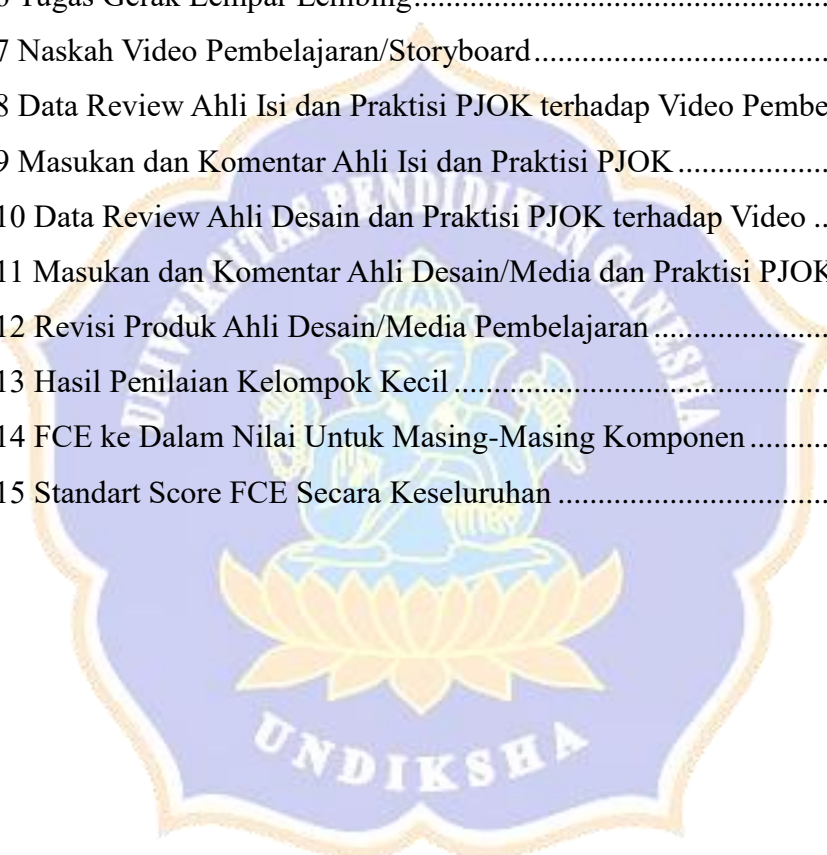 6 Tugas Gerak Lempar Lembing
7 Naskah Video Pembelajaran/Storyboard
8 Data Review Ahli Isi dan Praktisi PJOK terhadap Video
9 Masukan dan Komentar Ahli Isi dan Praktisi PJOK
10 Data Review Ahli Desain dan Praktisi PJOK terhadap Video
11 Masukan dan Komentar Ahli Desain/Media dan Praktisi PJOK
12 Revisi Produk Ahli Desain/Media Pembelajaran
13 Hasil Penilaian Kelompok Kecil
14 FCE ke Dalam Nilai Untuk Masing-Masing Komponen
15 Standart Score FCE Secara Keseluruhan
UNIVERSITAS PENDIDIKAN GANESHA
UNDIKSHA